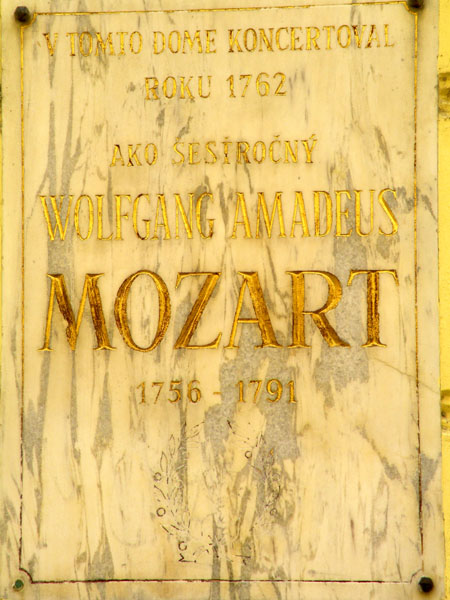 V TOMTO DOME KONCERTOVAL
ROKU 1762
AKO ŠESŤROČNÝ
WOLFGANG AMADEUS
MOZART
1756 - 1791